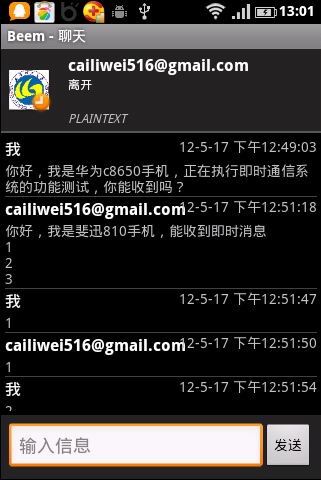 13:01
Beem - 聊天
cailiwei516@gmail.com
离开
PLAINTEXT
我 12-5-17 下午12:49:03
你好，我是华为c8650手机，正在执行即时通信系
统的功能测试，你能收到吗？
cailiwei516@gmail.com 12-5-17 下午12:51:18
你好，我是斐迅810手机，能收到即时消息
1
2
3
我 12-5-17 下午12:51:47
1
cailiwei516@gmail.com 12-5-17 下午12:51:50
1
我 12-5-17 下午12:51:54
2
输入信息
发送